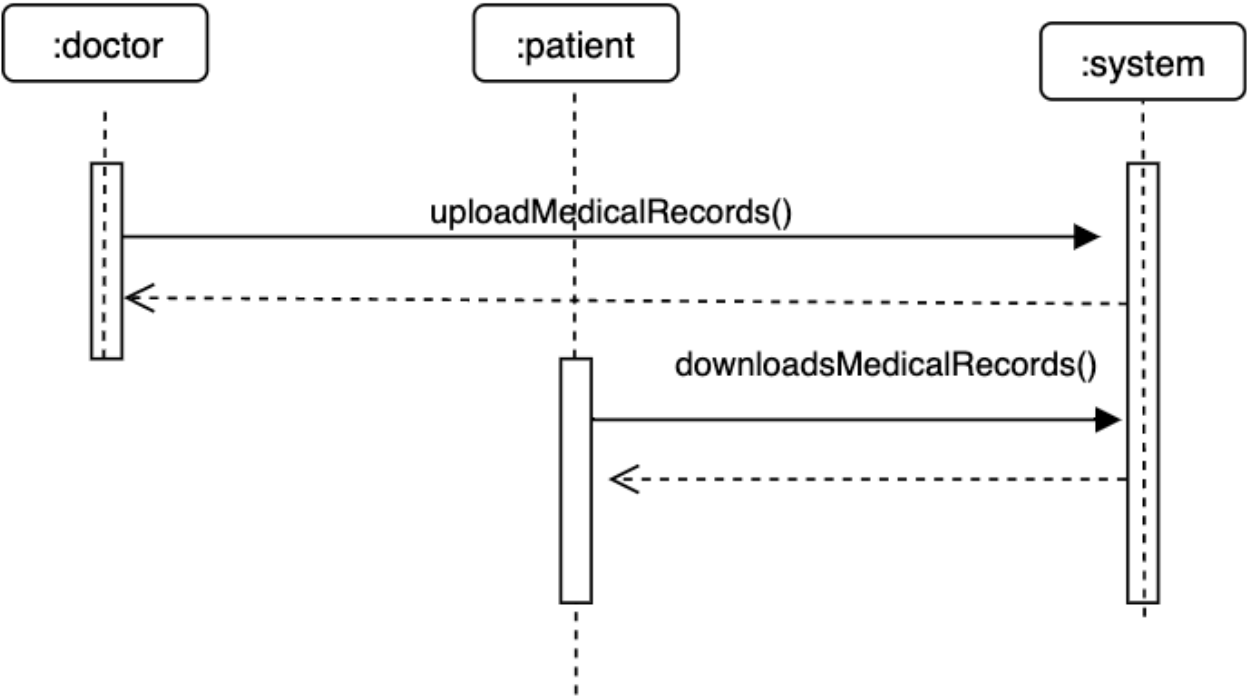 :doctor
:patient
:system
uploadMedicalRecords()
downloadsMedicalRecords()